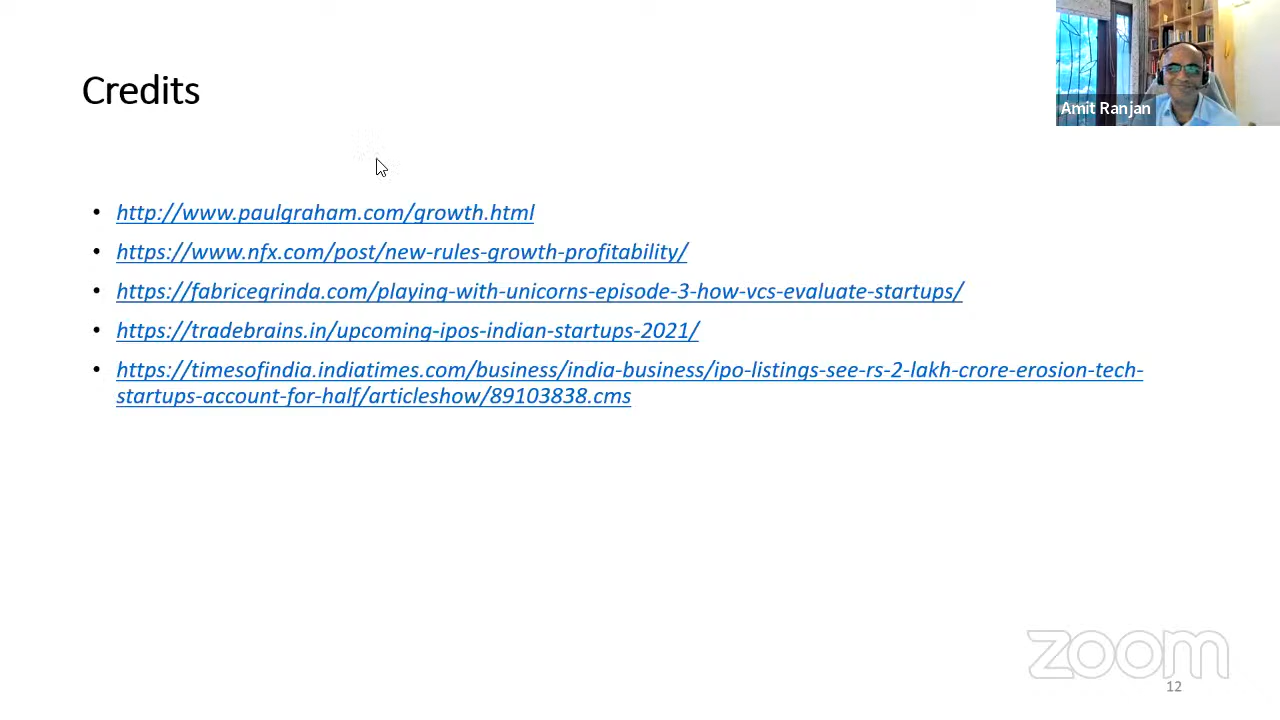 Credits
Amit Ranjan
• http://www.paulgraham.com/growth.html
• https://www.nfx.com/post/new-rules-growth-profitability/
• https://fabricegrinda.com/playing-with-unicorns-episode-3-how-vcs-evaluate-startups/
• https://tradebrains.in/upcoming-ipos-indian-startups-2021/
• https://timesofindia.indiatimes.com/business/india-business/ipo-listings-see-rs-2-lakh-crore-erosion-tech-
startups-account-for-half/articleshow/89103838.cms
zoom
12